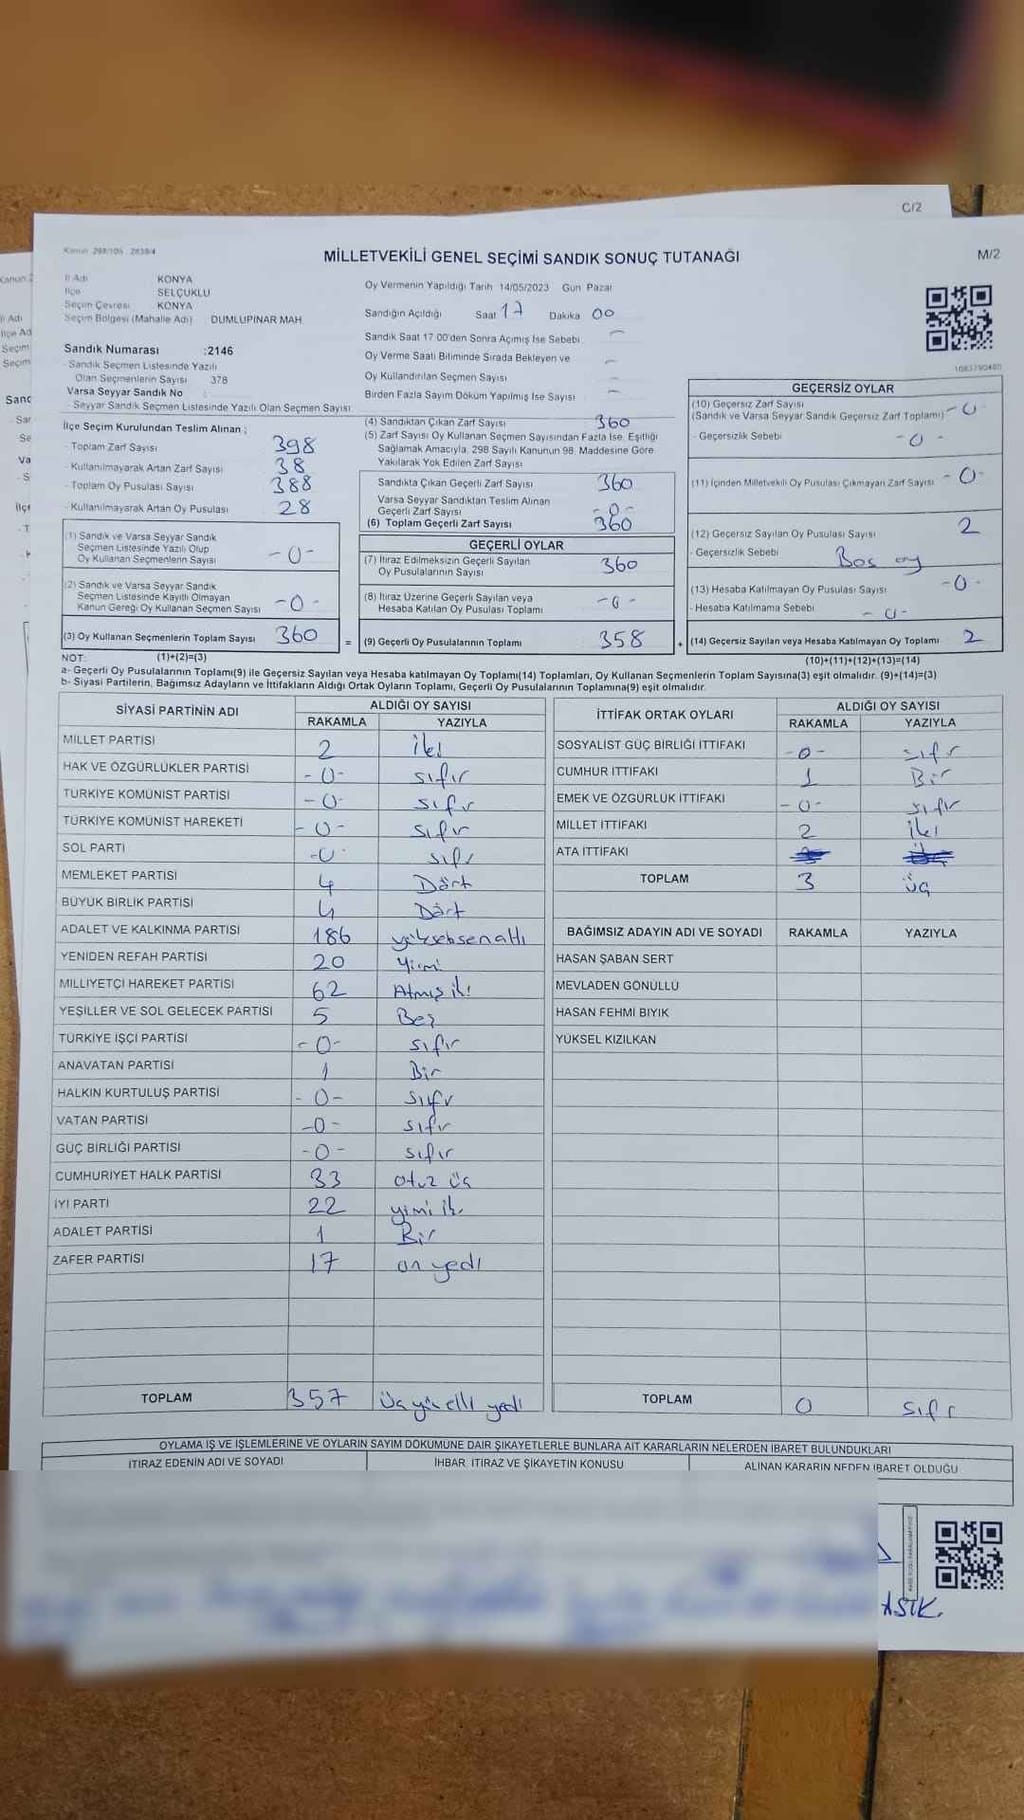 C/2
Kanun 298/105 2839/4
MİLLETVEKİLİ GENEL SEÇİMİ SANDIK SONUÇ TUTANAĞI
M/2
İl Adı KONYA
İlçe SELÇUKLU
Seçim Çevresi KONYA
Seçim Bölgesi (Mahalle Adı) DUMLUPINAR MAH.
Oy Vermenin Yapıldığı Tarih 14/05/2023 Gün Pazar
Sandığın Açıldığı Saat 17 Dakika 00
Sandık Saat 17 00'den Sonra Açımış İse Sebebi -
Oy Verme Saati Bitiminde Sırada Bekleyen ve
Oy Kullandırılan Seçmen Sayısı -
Birden Fazla Sayım Döküm Yapılmış İse Sayısı -
Sandık Numarası :2146
- Sandık Seçmen Listesinde Yazılı
Olan Seçmenlerin Sayısı 378
Varsa Seyyar Sandık No
- Seyyar Sandık Seçmen Listesinde Yazılı Olan Seçmen Sayısı
İlçe Seçim Kurulundan Teslim Alınan ;
- Toplam Zarf Sayısı 398
- Kullanılmayarak Artan Zarf Sayısı 38
- Toplam Oy Pusulası Sayısı 388
- Kullanılmayarak Artan Oy Pusulası 28
(1) Sandık ve Varsa Seyyar Sandık
Seçmen Listesinde Yazılı Olup
Oy Kullanan Seçmenlerin Sayısı -0-
(2) Sandık ve Varsa Seyyar Sandık
Seçmen Listesinde Kayıtlı Olmayan
Kanun Gereği Oy Kullanan Seçmen Sayısı -0-
(3) Oy Kullanan Seçmenlerin Toplam Sayısı 360 =
(1)+(2)=(3)
(4) Sandıktan Çıkan Zarf Sayısı 360
(5) Zarf Sayısı Oy Kullanan Seçmen Sayısından Fazla İse, Eşitliği
Sağlamak Amacıyla, 298 Sayılı Kanunun 98. Maddesine Göre
Yakılarak Yok Edilen Zarf Sayısı
Sandıkta Çıkan Geçerli Zarf Sayısı 360
Varsa Seyyar Sandıktan Teslim Alınan
Geçerli Zarf Sayısı -0-
(6) Toplam Geçerli Zarf Sayısı 360
GEÇERLİ OYLAR
(7) İtiraz Edilmeksizin Geçerli Sayılan
Oy Pusulalarının Sayısı 360
(8) İtiraz Üzerine Geçerli Sayılan veya
Hesaba Katılan Oy Pusulası Toplamı -0-
(9) Geçerli Oy Pusulalarının Toplamı 358 +
GEÇERSİZ OYLAR
(10) Geçersiz Zarf Sayısı
(Sandık ve Varsa Seyyar Sandık Geçersiz Zarf Toplamı) -0-
- Geçersizlik Sebebi -0-
(11) İçinden Milletvekili Oy Pusulası Çıkmayan Zarf Sayısı -0-
(12) Geçersiz Sayılan Oy Pusulası Sayısı 2
- Geçersizlik Sebebi Boş oy
(13) Hesaba Katılmayan Oy Pusulası Sayısı -0-
- Hesaba Katılmama Sebebi -0-
(14) Geçersiz Sayılan veya Hesaba Katılmayan Oy Toplamı 2
(10)+(11)+(12)+(13)=(14)
NOT:
a- Geçerli Oy Pusulalarının Toplamı(9) ile Geçersiz Sayılan veya Hesaba katılmayan Oy Toplamı(14) Toplamları, Oy Kullanan Seçmenlerin Toplam Sayısına(3) eşit olmalıdır. (9)+(14)=(3)
b- Siyasi Partilerin, Bağımsız Adayların ve İttifakların Aldığı Ortak Oyların Toplamı, Geçerli Oy Pusulalarının Toplamına(9) eşit olmalıdır.
SİYASİ PARTİNİN ADI ALDIĞI OY SAYISI
RAKAMLA YAZIYLA
MİLLET PARTİSİ 2 iki
HAK VE ÖZGÜRLÜKLER PARTİSİ -0- sıfır
TÜRKİYE KOMÜNİST PARTİSİ -0- sıfır
TÜRKİYE KOMÜNİST HAREKETİ -0- sıfır
SOL PARTİ -0- sıfır
MEMLEKET PARTİSİ 4 Dört
BÜYÜK BİRLİK PARTİSİ 4 Dört
ADALET VE KALKINMA PARTİSİ 186 yüzseksenaltı
YENİDEN REFAH PARTİSİ 20 Yirmi
MİLLİYETÇİ HAREKET PARTİSİ 62 Atmış iki
YEŞİLLER VE SOL GELECEK PARTİSİ 5 Beş
TÜRKİYE İŞÇİ PARTİSİ -0- sıfır
ANAVATAN PARTİSİ 1 Bir
HALKIN KURTULUŞ PARTİSİ -0- sıfır
VATAN PARTİSİ -0- sıfır
GÜÇ BİRLİĞİ PARTİSİ -0- sıfır
CUMHURİYET HALK PARTİSİ 33 otuz üç
İYİ PARTİ 22 yirmi iki
ADALET PARTİSİ 1 Bir
ZAFER PARTİSİ 17 on yedi
TOPLAM 357 üç yüz elli yedi
İTTİFAK ORTAK OYLARI ALDIĞI OY SAYISI
RAKAMLA YAZIYLA
SOSYALİST GÜÇ BİRLİĞİ İTTİFAKI -0- sıfır
CUMHUR İTTİFAKI 1 Bir
EMEK VE ÖZGÜRLÜK İTTİFAKI -0- sıfır
MİLLET İTTİFAKI 2 iki
ATA İTTİFAKI
TOPLAM 3 üç
BAĞIMSIZ ADAYIN ADI VE SOYADI RAKAMLA YAZIYLA
HASAN ŞABAN SERT
MEVLADEN GÖNÜLLÜ
HASAN FEHMİ BIYIK
YÜKSEL KIZILKAN
TOPLAM 0 sıfır
OYLAMA İŞ VE İŞLEMLERİNE VE OYLARIN SAYIM DÖKÜMÜNE DAİR ŞİKAYETLERLE BUNLARA AİT KARARLARIN NELERDEN İBARET BULUNDUKLARI
İTİRAZ EDENİN ADI VE SOYADI İHBAR, İTİRAZ VE ŞİKAYETİN KONUSU ALINAN KARARIN NEDEN İBARET OLDUĞU